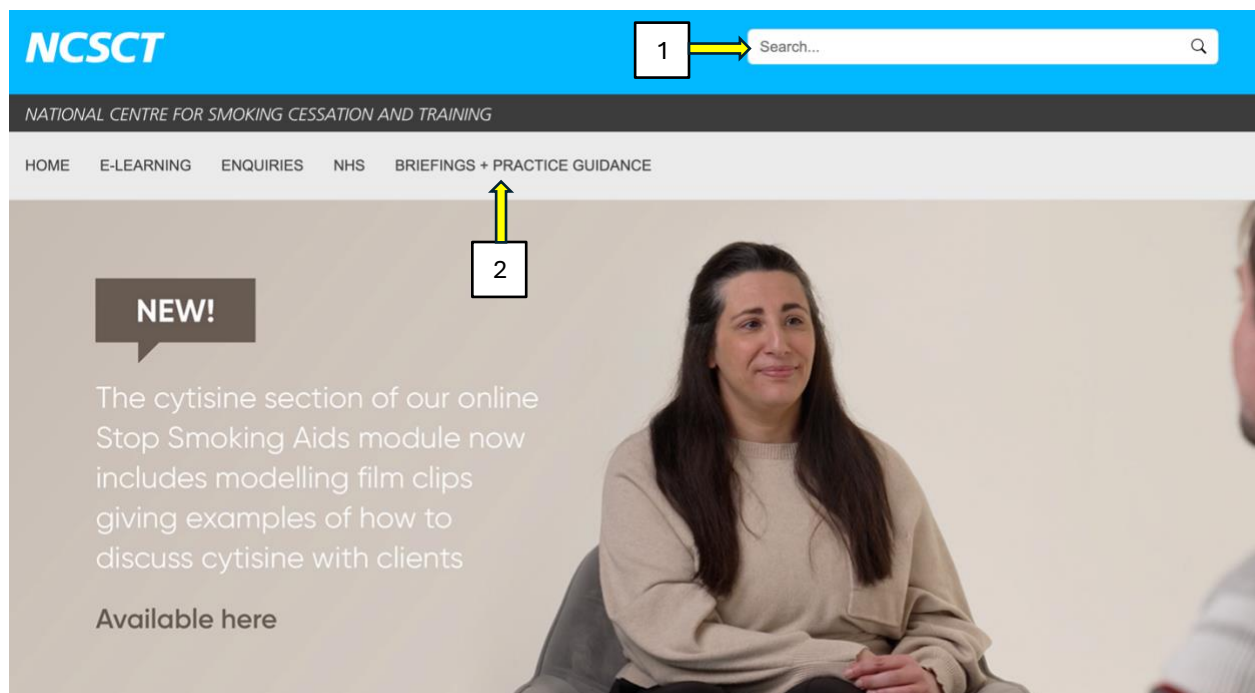 NCSCT
1
Search...
NATIONAL CENTRE FOR SMOKING CESSATION AND TRAINING
HOME E-LEARNING ENQUIRIES NHS BRIEFINGS + PRACTICE GUIDANCE
2
NEW!
The cytisine section of our online
Stop Smoking Aids module now
includes modelling film clips
giving examples of how to
discuss cytisine with clients
Available here